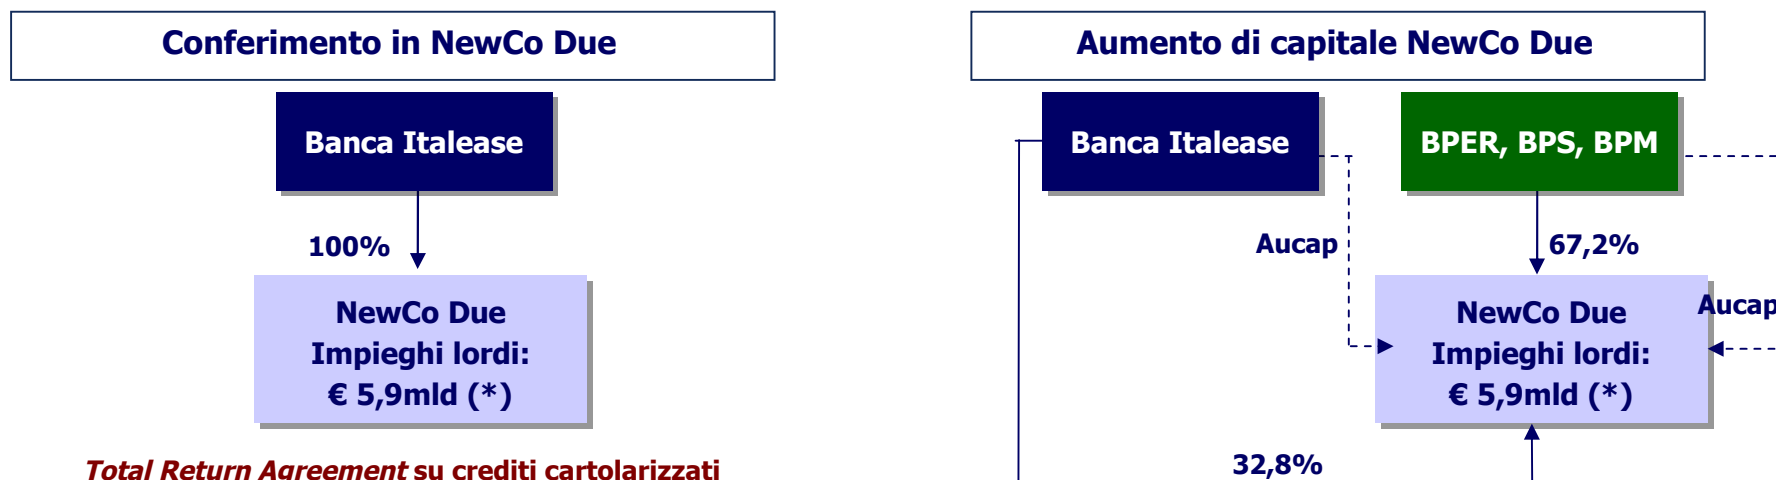 Conferimento in NewCo Due
Banca Italease
100%
NewCo Due
Impieghi lordi:
€ 5,9mld (*)
Total Return Agreement su crediti cartolarizzati
Aumento di capitale NewCo Due
Banca Italease
BPER, BPS, BPM
Aucap
67,2%
NewCo Due
Impieghi lordi:
€ 5,9mld (*)
Aucap
32,8%